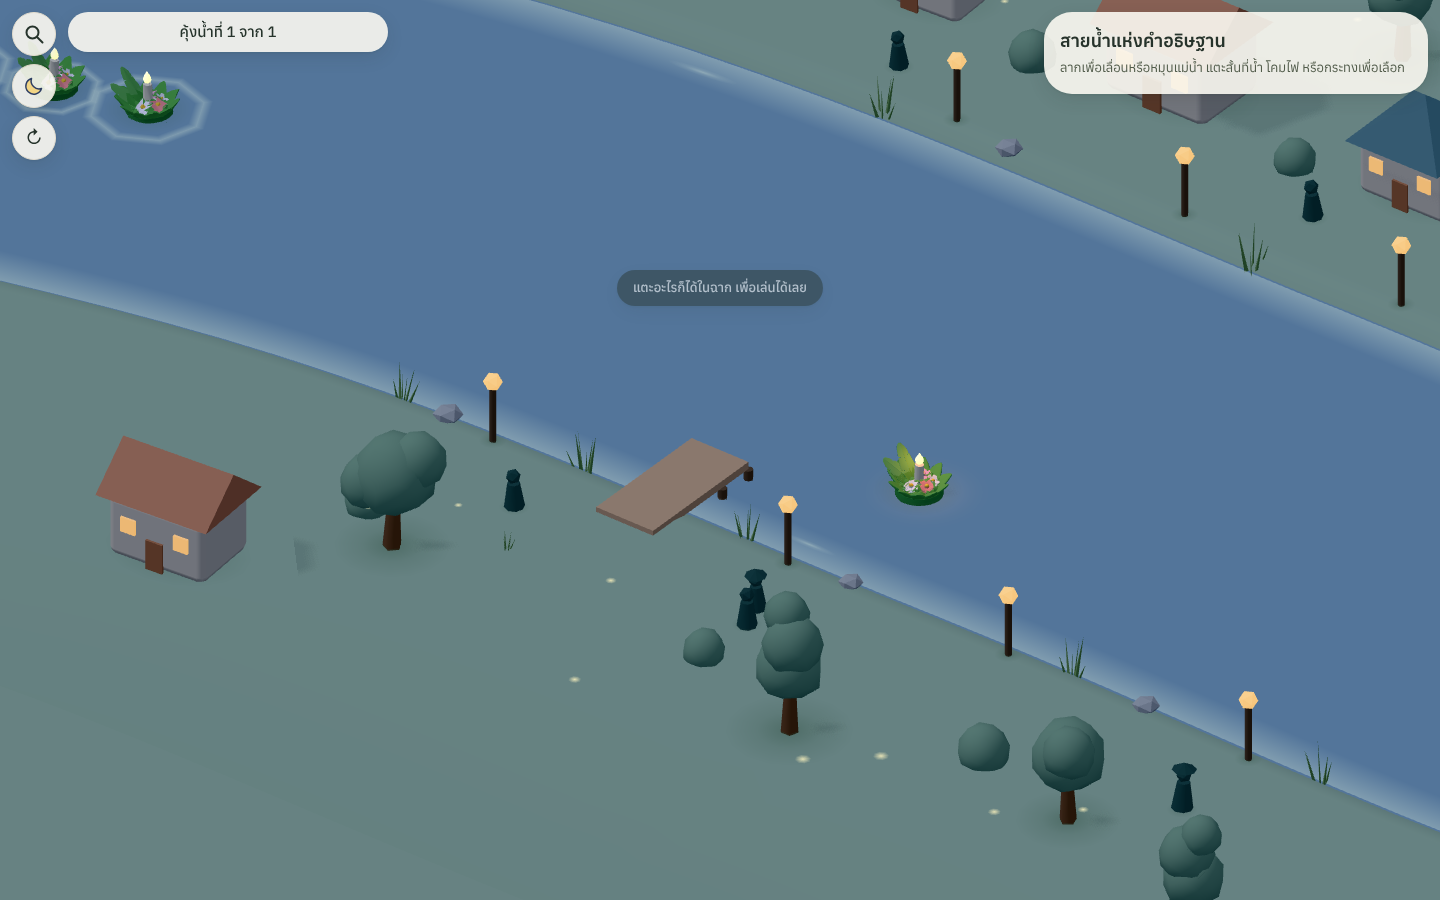 คุ้งน้ำที่ 1 จาก 1
สายน้ำแห่งคำอธิษฐาน
ลากเพื่อเลื่อนหรือหมุนแม่น้ำ แตะสั้นที่น้ำ โคมไฟ หรือกระทงเพื่อเลือก
แตะอะไรก็ได้ในฉาก เพื่อเล่นได้เลย